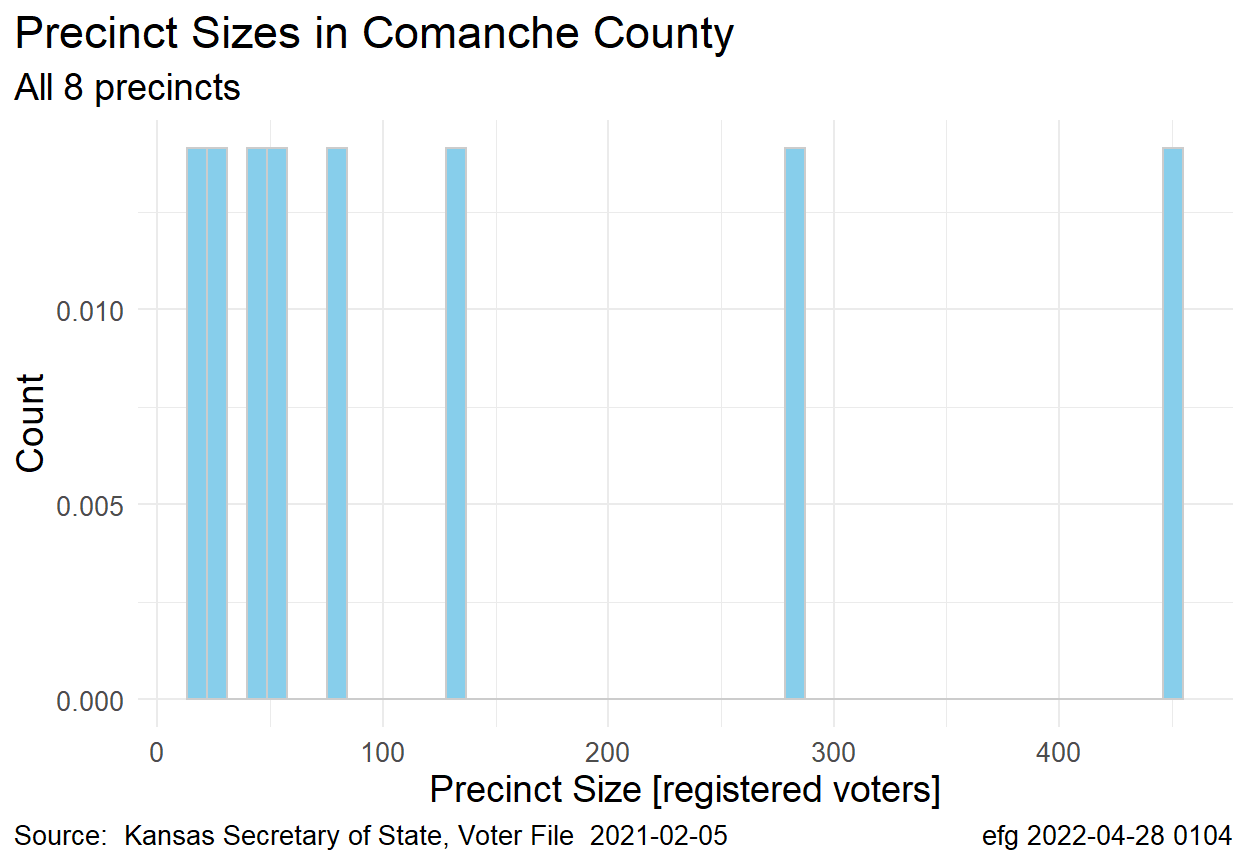 Precinct Sizes in Comanche County
All 8 precincts
0.010
0.005
0.000
Count
0 100 200 300 400
Precinct Size [registered voters]
Source:  Kansas Secretary of State, Voter File  2021-02-05
efg 2022-04-28 0104